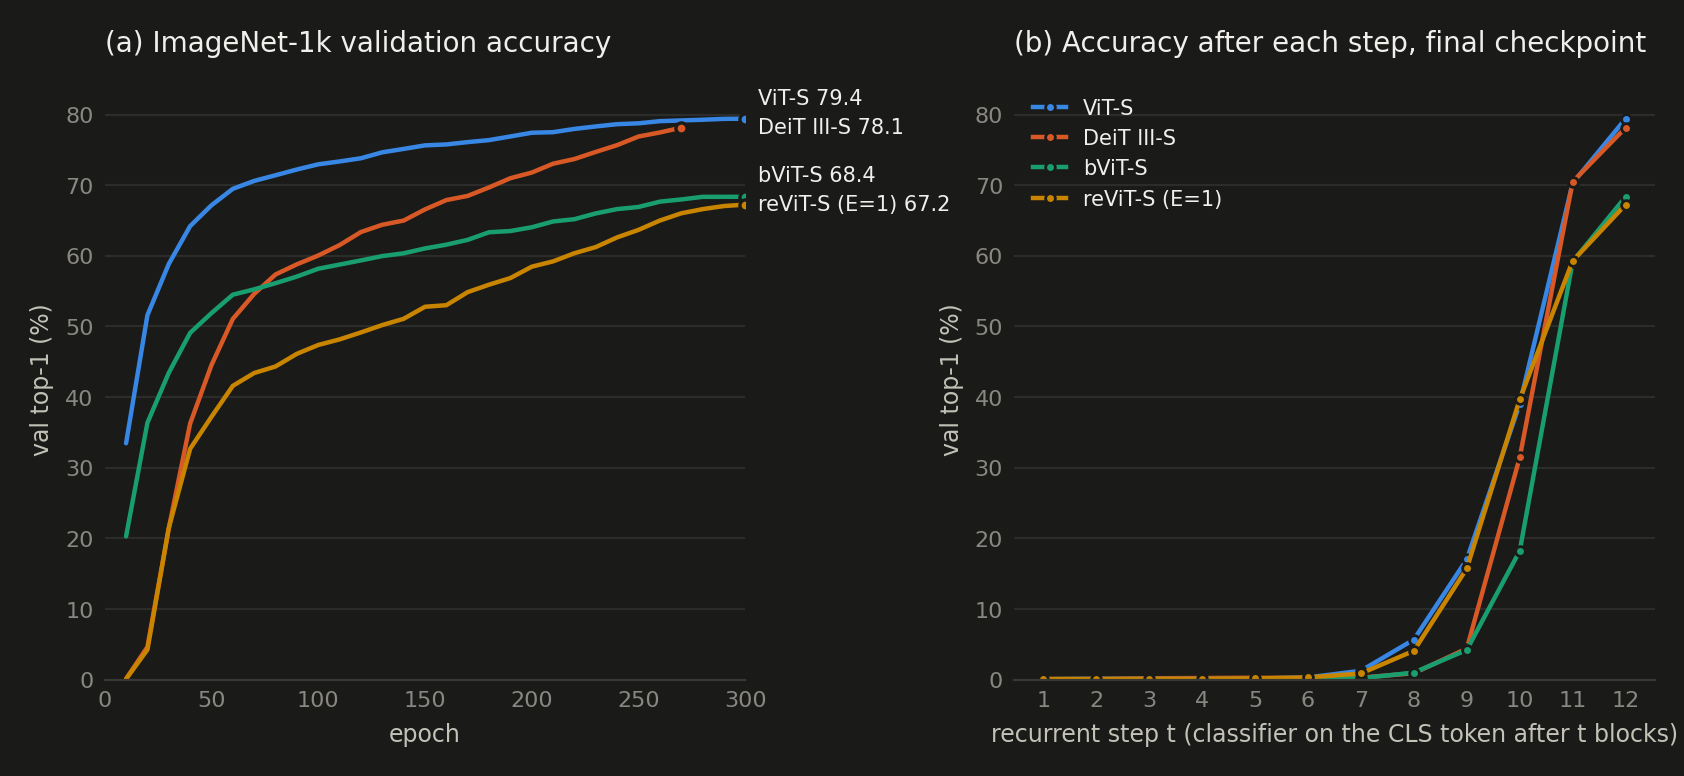 (a) ImageNet-1k validation accuracy
val top-1 (%)
80
70
60
50
40
30
20
10
0
0 50 100 150 200 250 300
epoch
ViT-S 79.4
DeiT III-S 78.1
bViT-S 68.4
reViT-S (E=1) 67.2
(b) Accuracy after each step, final checkpoint
ViT-S
DeiT III-S
bViT-S
reViT-S (E=1)
val top-1 (%)
80
70
60
50
40
30
20
10
0
1 2 3 4 5 6 7 8 9 10 11 12
recurrent step t (classifier on the CLS token after t blocks)